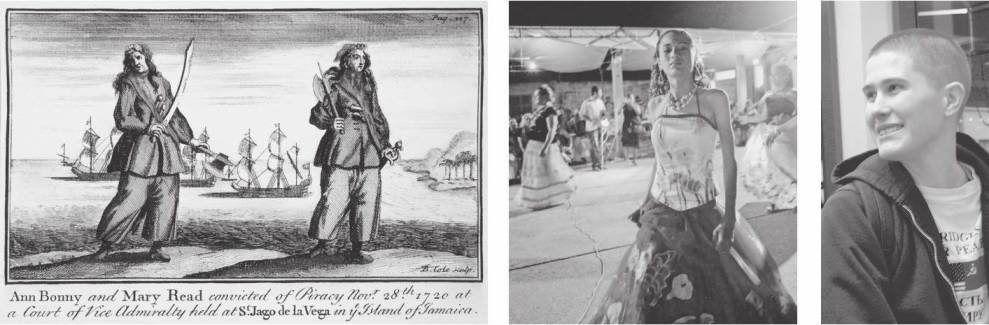 Pag. 117.
B. Cole sculp.
Ann Bonny and Mary Read convicted of Piracy Novr. 28th. 1720 at
a Court of Vice Admiralty held at St. Jago de la Vega in ye Island of Jamaica.